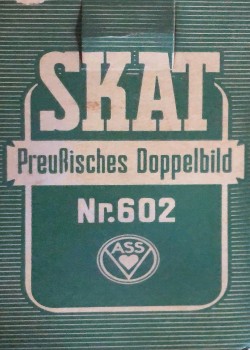 SKAT
Preußisches Doppelbild
Nr.602
ASS